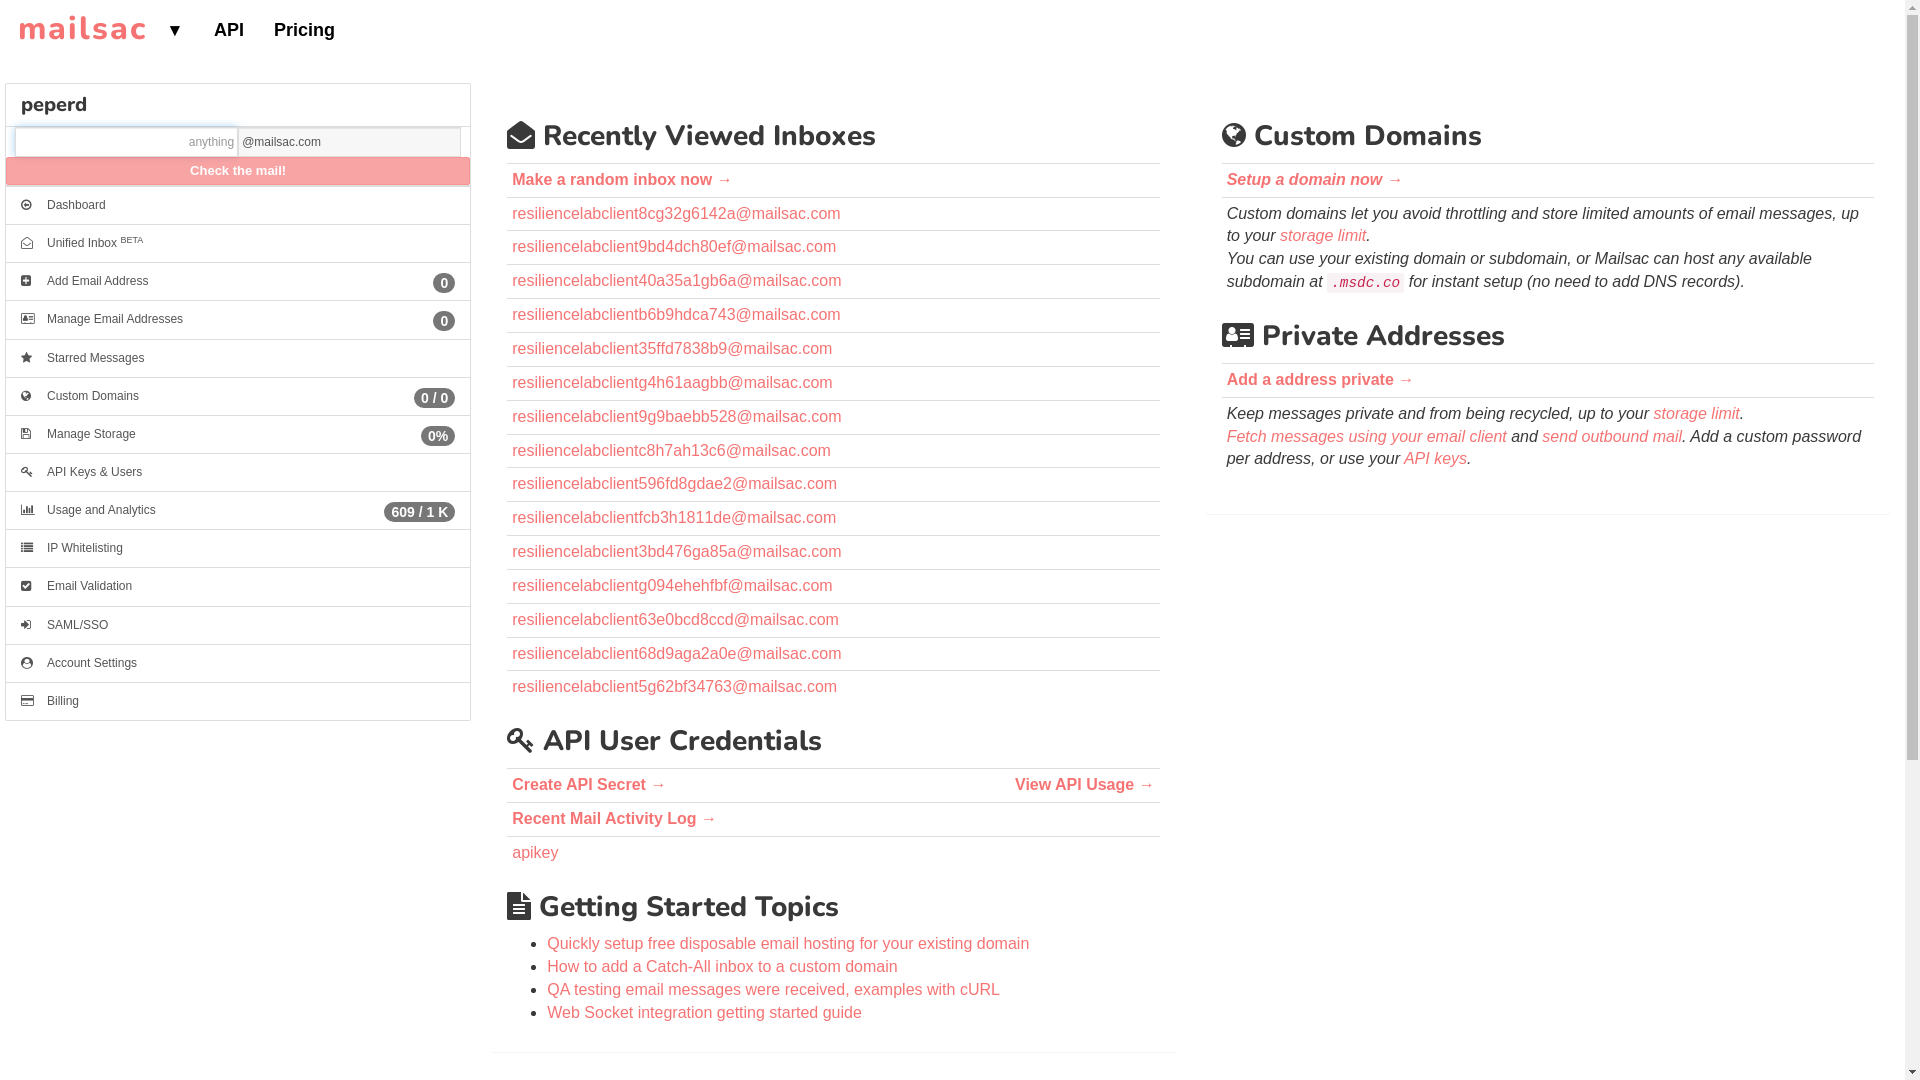 mailsac ▼ API Pricing
peperd
anything @mailsac.com
Check the mail!
Dashboard
Unified Inbox BETA
Add Email Address 0
Manage Email Addresses 0
Starred Messages
Custom Domains 0 / 0
Manage Storage 0%
API Keys & Users
Usage and Analytics 609 / 1 K
IP Whitelisting
Email Validation
SAML/SSO
Account Settings
Billing
Recently Viewed Inboxes
Make a random inbox now →
resiliencelabclient8cg32g6142a@mailsac.com
resiliencelabclient9bd4dch80ef@mailsac.com
resiliencelabclient40a35a1gb6a@mailsac.com
resiliencelabclientb6b9hdca743@mailsac.com
resiliencelabclient35ffd7838b9@mailsac.com
resiliencelabclientg4h61aagbb@mailsac.com
resiliencelabclient9g9baebb528@mailsac.com
resiliencelabclientc8h7ah13c6@mailsac.com
resiliencelabclient596fd8gdae2@mailsac.com
resiliencelabclientfcb3h1811de@mailsac.com
resiliencelabclient3bd476ga85a@mailsac.com
resiliencelabclientg094ehehfbf@mailsac.com
resiliencelabclient63e0bcd8ccd@mailsac.com
resiliencelabclient68d9aga2a0e@mailsac.com
resiliencelabclient5g62bf34763@mailsac.com
API User Credentials
Create API Secret → View API Usage →
Recent Mail Activity Log →
apikey
Getting Started Topics
Quickly setup free disposable email hosting for your existing domain
How to add a Catch-All inbox to a custom domain
QA testing email messages were received, examples with cURL
Web Socket integration getting started guide
Custom Domains
Setup a domain now →
Custom domains let you avoid throttling and store limited amounts of email messages, up
to your storage limit.
You can use your existing domain or subdomain, or Mailsac can host any available
subdomain at .msdc.co for instant setup (no need to add DNS records).
Private Addresses
Add a address private →
Keep messages private and from being recycled, up to your storage limit.
Fetch messages using your email client and send outbound mail. Add a custom password
per address, or use your API keys.